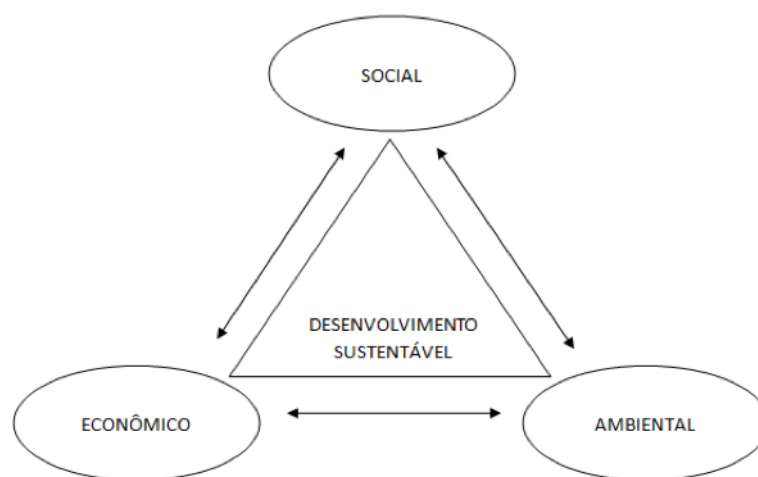 SOCIAL
DESENVOLVIMENTO
SUSTENTÁVEL
ECONÔMICO
AMBIENTAL